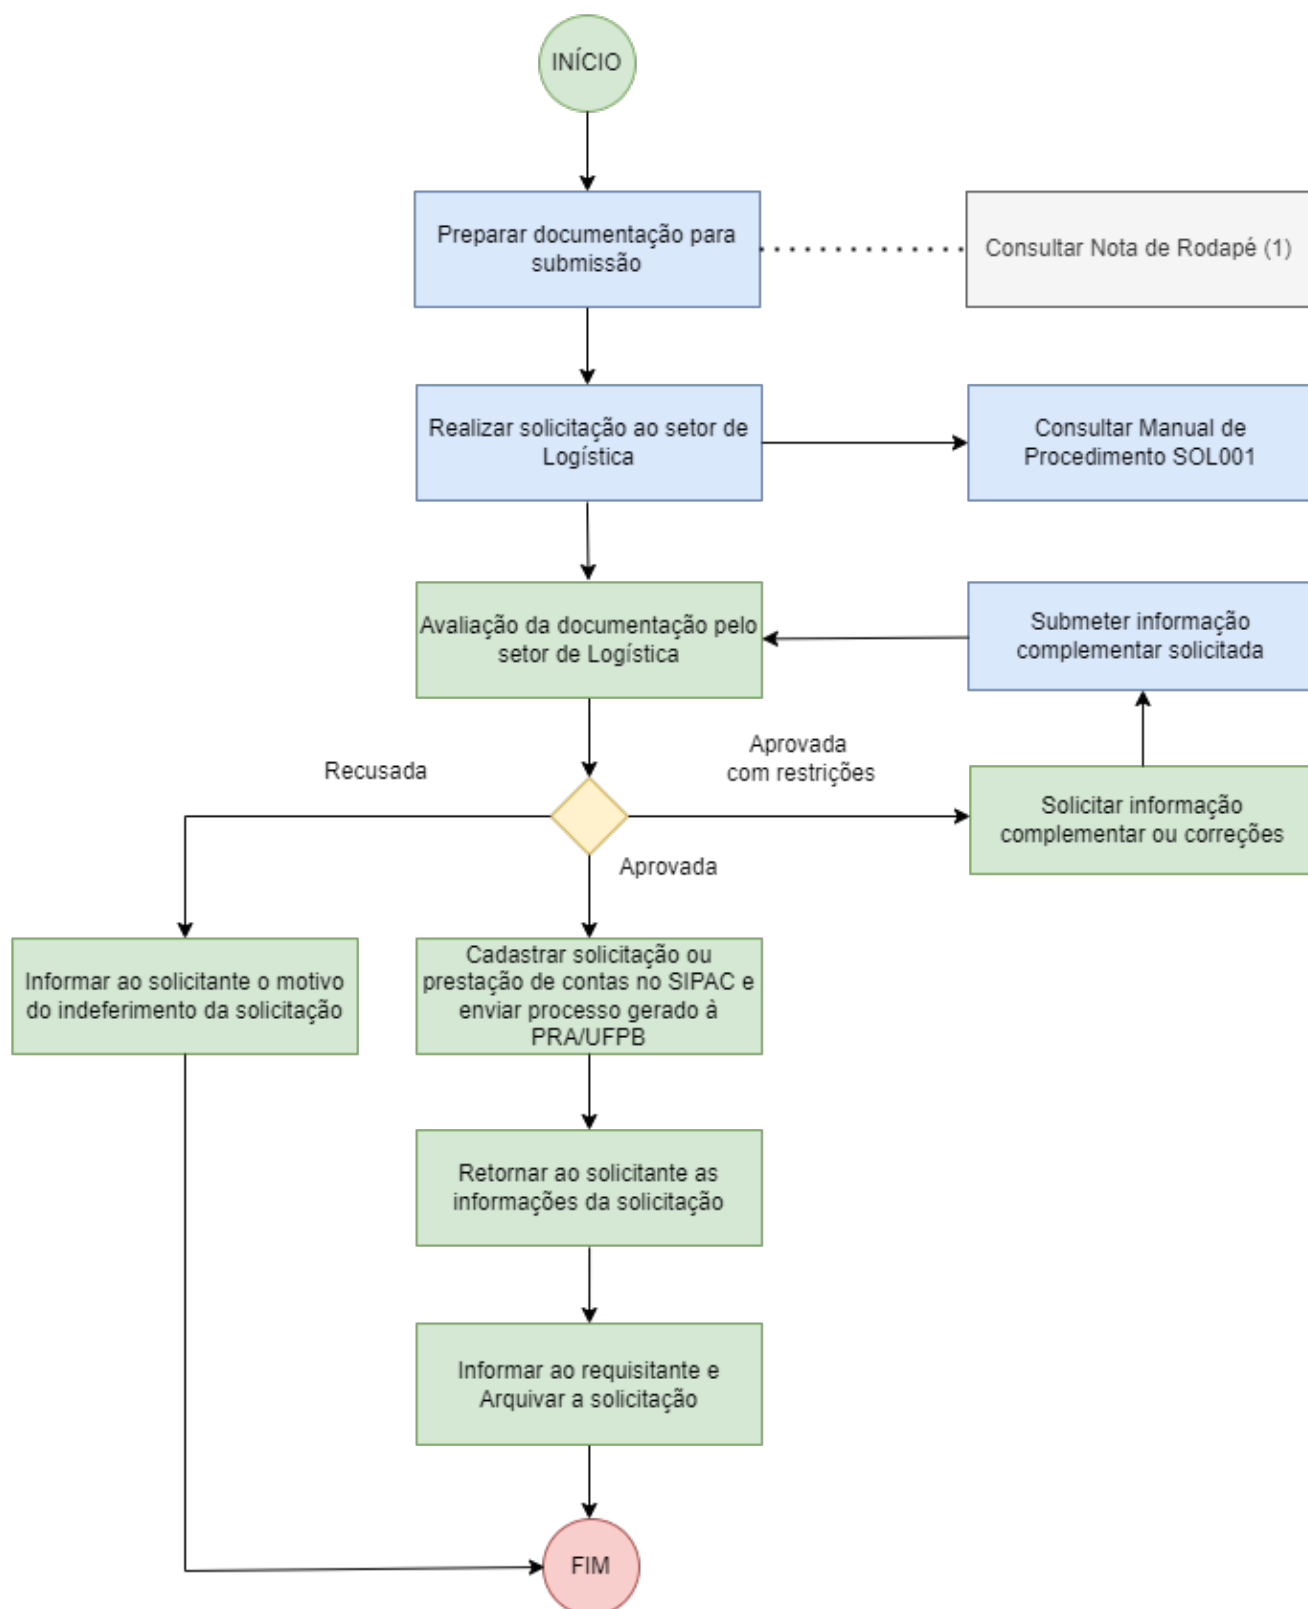 INÍCIO
Preparar documentação para
submissão
Consultar Nota de Rodapé (1)
Realizar solicitação ao setor de
Logística
Consultar Manual de
Procedimento SOL001
Avaliação da documentação pelo
setor de Logística
Submeter informação
complementar solicitada
Recusada
Aprovada
com restrições
Solicitar informação
complementar ou correções
Aprovada
Informar ao solicitante o motivo
do indeferimento da solicitação
Cadastrar solicitação ou
prestação de contas no SIPAC e
enviar processo gerado à
PRA/UFPB
Retornar ao solicitante as
informações da solicitação
Informar ao requisitante e
Arquivar a solicitação
FIM